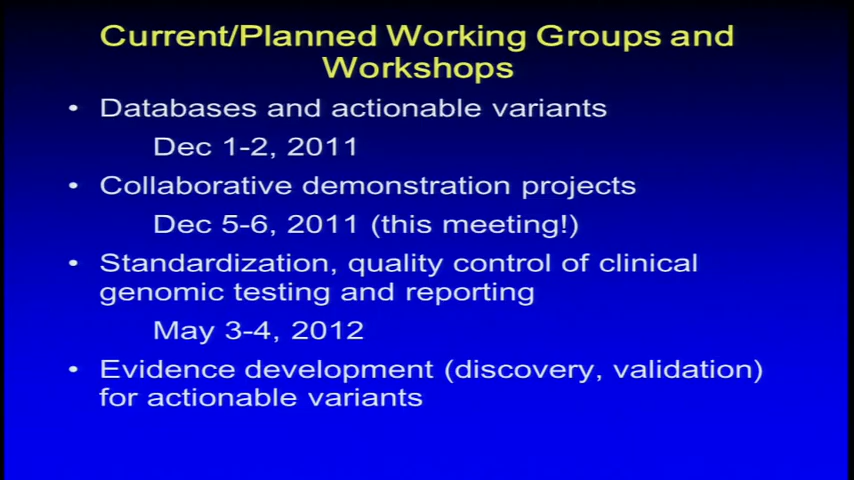 Current/Planned Working Groups and
Workshops
• Databases and actionable variants
Dec 1-2, 2011
• Collaborative demonstration projects
Dec 5-6, 2011 (this meeting!)
• Standardization, quality control of clinical
genomic testing and reporting
May 3-4, 2012
• Evidence development (discovery, validation)
for actionable variants